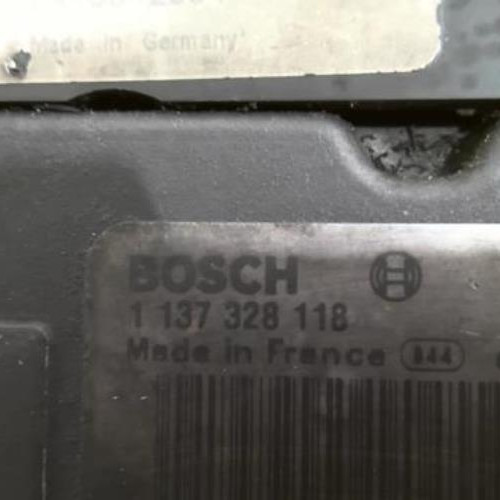 Made in Germany
BOSCH
1 137 328 118
Made in France 844